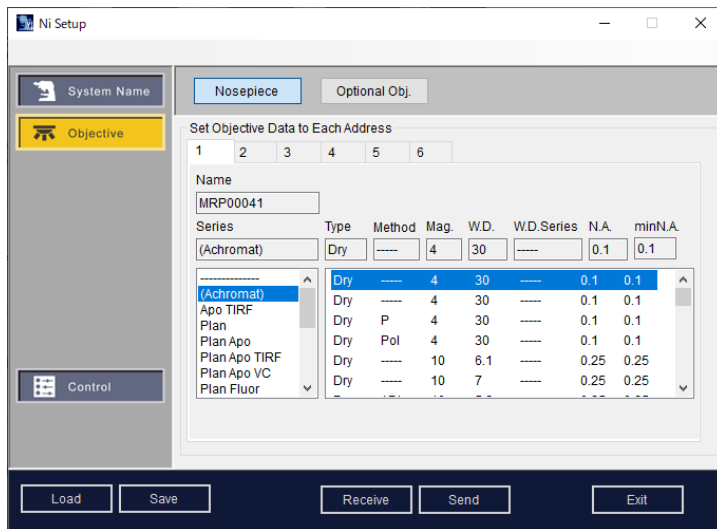 Ni Setup
System Name
Objective
Control
Nosepiece Optional Obj.
Set Objective Data to Each Address
1 2 3 4 5 6
Name
MRP00041
Series Type Method Mag. W.D. W.D.Series N.A. minN.A.
(Achromat) Dry ----- 4 30 ----- 0.1 0.1
--------------
(Achromat)
Apo TIRF
Plan
Plan Apo
Plan Apo TIRF
Plan Apo VC
Plan Fluor
Dry ----- 4 30 ----- 0.1 0.1
Dry ----- 4 30 ----- 0.1 0.1
Dry P 4 30 ----- 0.1 0.1
Dry Pol 4 30 ----- 0.1 0.1
Dry ----- 10 6.1 ----- 0.25 0.25
Dry ----- 10 7 ----- 0.25 0.25
Load Save Receive Send Exit